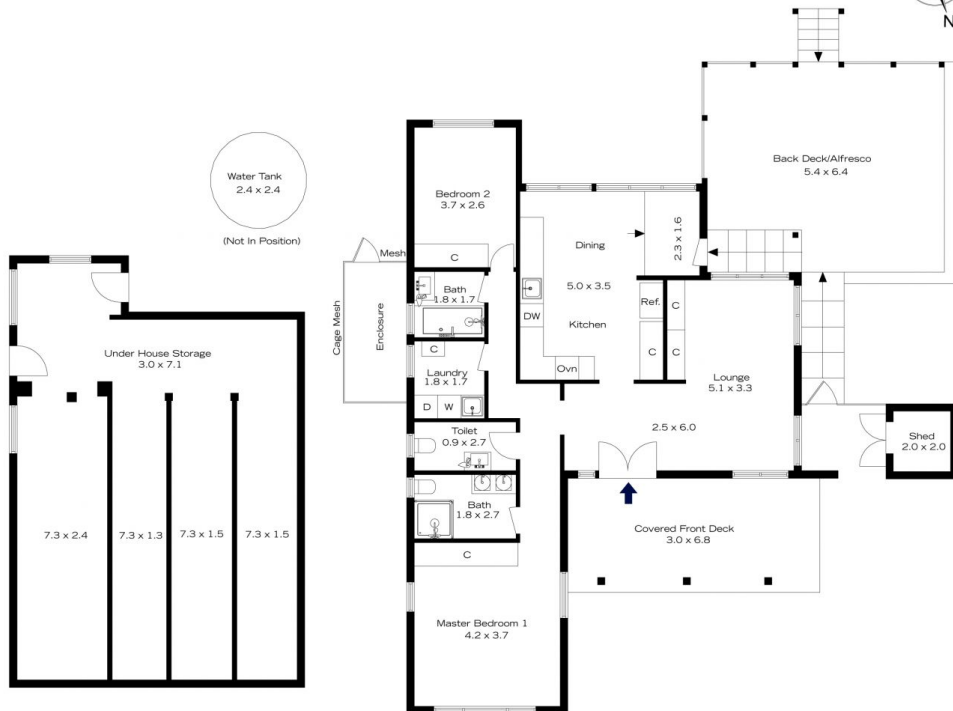 N
Water Tank
2.4 x 2.4
(Not In Position)
Under House Storage
3.0 x 7.1
7.3 x 2.4
7.3 x 1.3
7.3 x 1.5
7.3 x 1.5
Mesh
Cage Mesh
Enclosure
Bedroom 2
3.7 x 2.6
C
Bath
1.8 x 1.7
C
Laundry
1.8 x 1.7
D
W
Toilet
0.9 x 2.7
Bath
1.8 x 2.7
C
Master Bedroom 1
4.2 x 3.7
Dining
5.0 x 3.5
Kitchen
DW
Ovn
Ref.
C
C
C
2.3 x 1.6
Lounge
5.1 x 3.3
2.5 x 6.0
Back Deck/Alfresco
5.4 x 6.4
Shed
2.0 x 2.0
Covered Front Deck
3.0 x 6.8